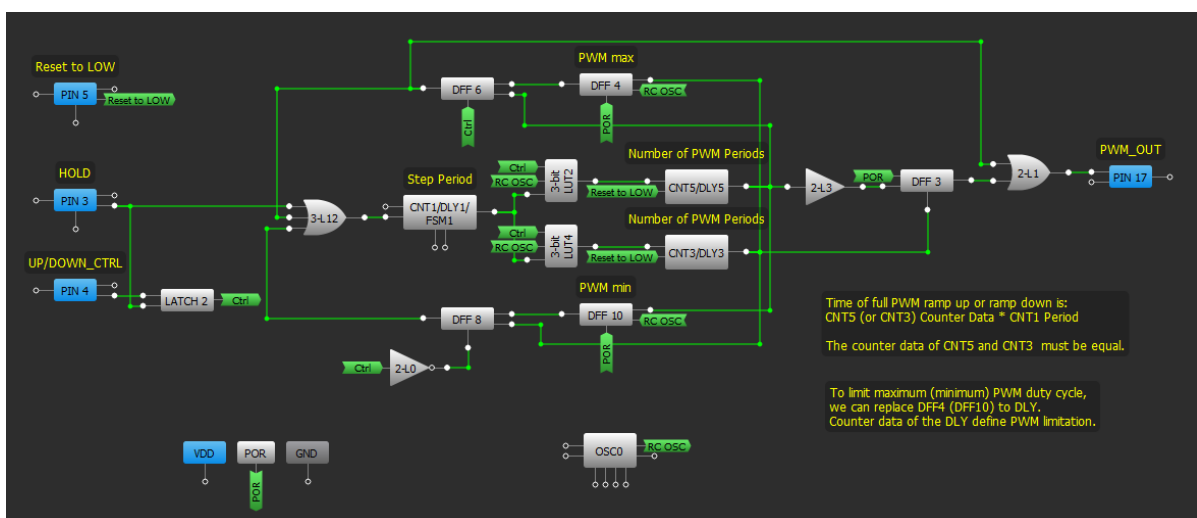 PWM max
Reset to LOW
PIN 5
Reset to LOW
DFF 6
DFF 4
RC OSC
Ctrl
POR
HOLD
PIN 3
Step Period
CNT1/DLY1/
FSM1
3-L12
Ctrl
RC OSC
3-bit
LUT2
Number of PWM Periods
Reset to LOW
CNT5/DLY5
Ctrl
RC OSC
3-bit
LUT4
Number of PWM Periods
Reset to LOW
CNT3/DLY3
2-L3
POR
DFF 3
2-L1
PWM_OUT
PIN 17
UP/DOWN_CTRL
PIN 4
LATCH 2
Ctrl
PWM min
DFF 8
DFF 10
RC OSC
POR
Ctrl
2-L0
Time of full PWM ramp up or ramp down is:
CNT5 (or CNT3) Counter Data * CNT1 Period
The counter data of CNT5 and CNT3 must be equal.
To limit maximum (minimum) PWM duty cycle,
we can replace DFF4 (DFF10) to DLY.
Counter data of the DLY define PWM limitation.
VDD
POR
GND
POR
OSC0
RC OSC